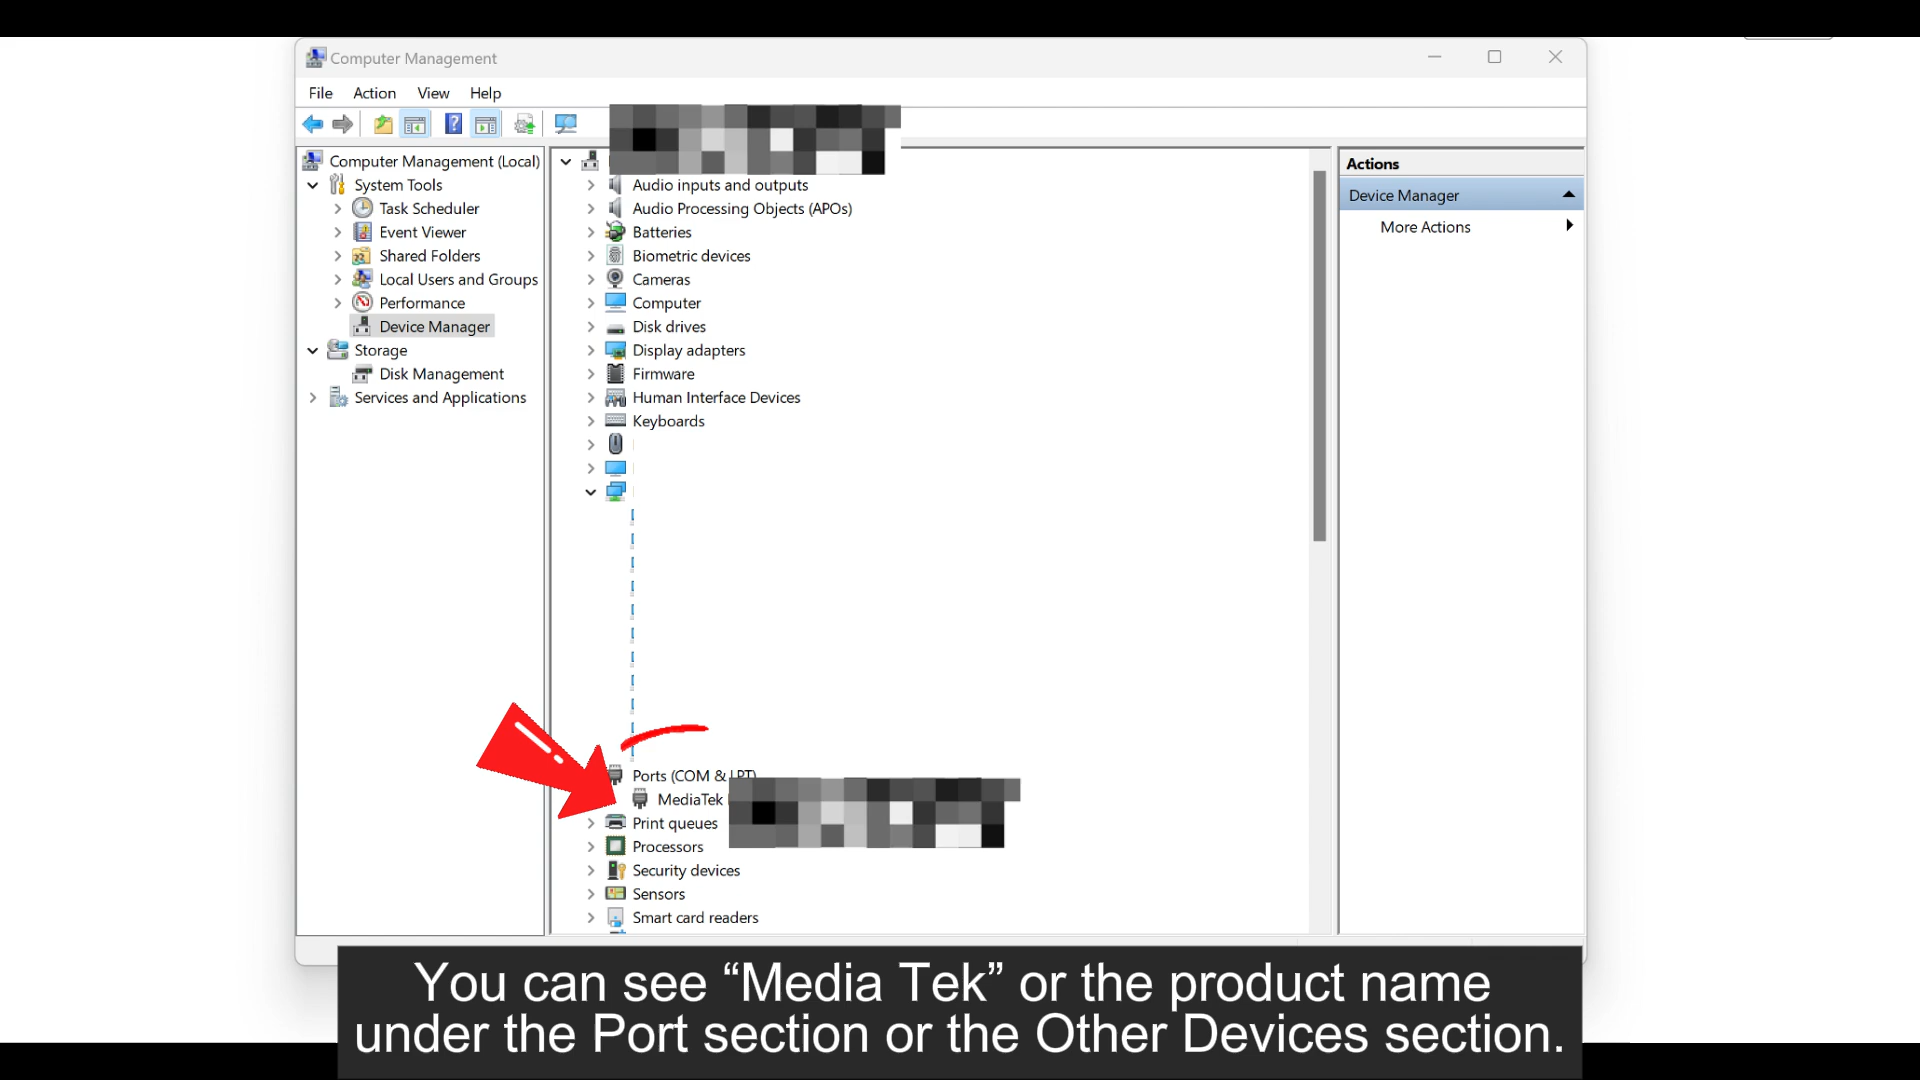 Computer Management
File Action View Help
Computer Management (Local)
System Tools
Task Scheduler
Event Viewer
Shared Folders
Local Users and Groups
Performance
Device Manager
Storage
Disk Management
Services and Applications
Audio inputs and outputs
Audio Processing Objects (APOs)
Batteries
Biometric devices
Cameras
Computer
Disk drives
Display adapters
Firmware
Human Interface Devices
Keyboards
Ports (COM & LPT)
MediaTek
Print queues
Processors
Security devices
Sensors
Smart card readers
Actions
Device Manager
More Actions
You can see “Media Tek” or the product name
under the Port section or the Other Devices section.